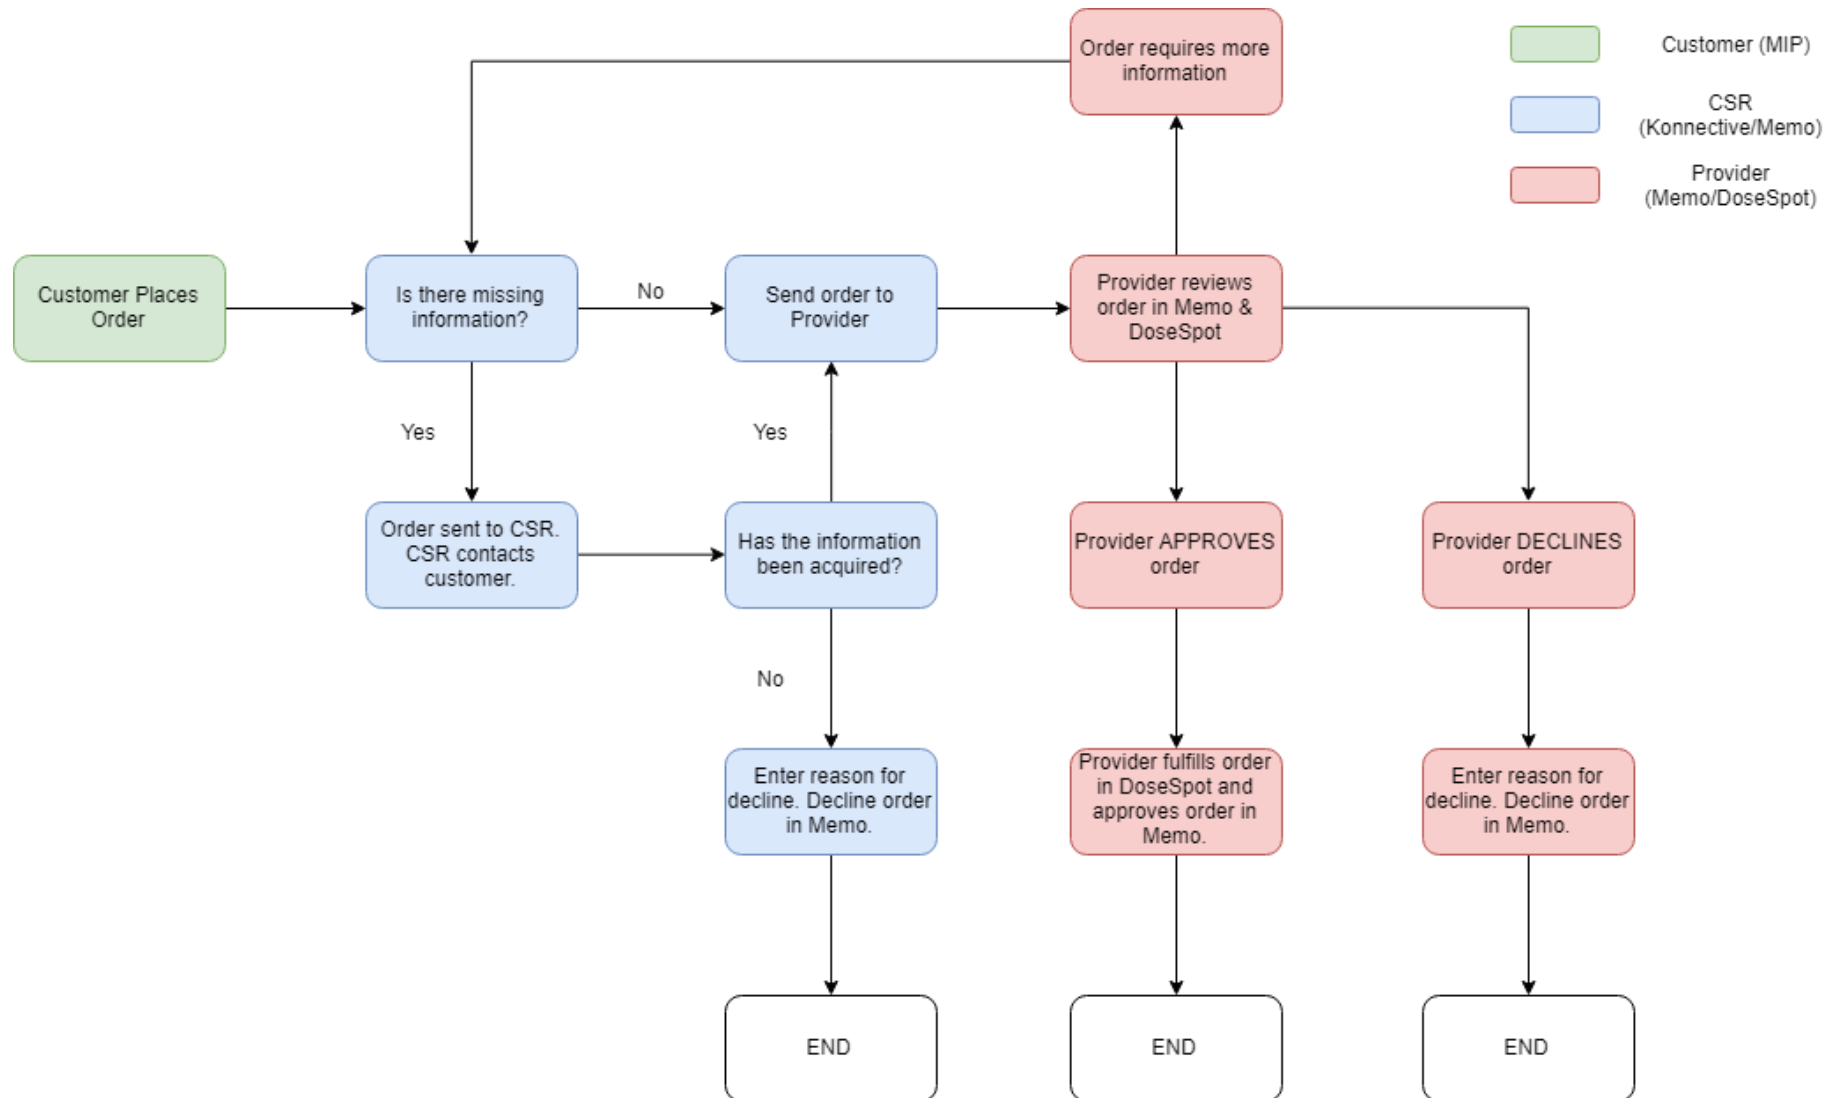 Order requires more
information
Customer (MIP)
CSR
(Konnective/Memo)
Provider
(Memo/DoseSpot)
Customer Places
Order
Is there missing
information?
No
Send order to
Provider
Provider reviews
order in Memo &
DoseSpot
Yes
Yes
Order sent to CSR.
CSR contacts
customer.
Has the information
been acquired?
Provider APPROVES
order
Provider DECLINES
order
No
Enter reason for
decline. Decline order
in Memo.
Provider fulfills order
in DoseSpot and
approves order in
Memo.
Enter reason for
decline. Decline order
in Memo.
END
END
END